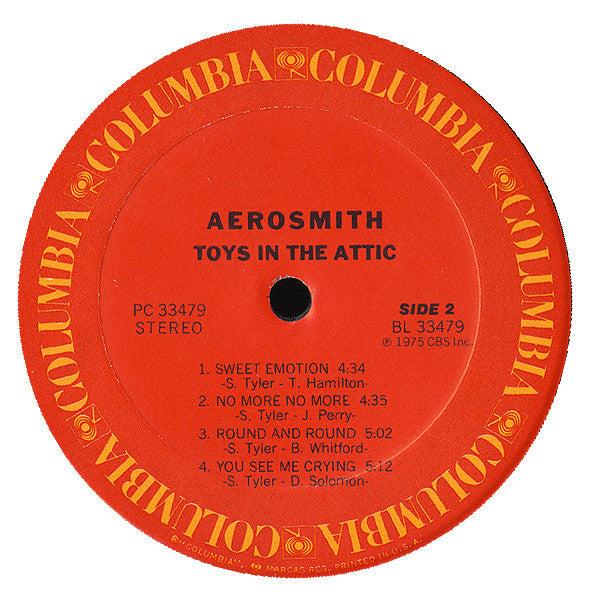 COLUMBIA COLUMBIA COLUMBIA COLUMBIA COLUMBIA COLUMBIA COLUMBIA
AEROSMITH
TOYS IN THE ATTIC
PC 33479
STEREO
SIDE 2
BL 33479
℗ 1975 CBS Inc.
1. SWEET EMOTION 4:34
-S. Tyler - T. Hamilton-
2. NO MORE NO MORE 4:35
-S. Tyler - J. Perry-
3. ROUND AND ROUND 5:02
-S. Tyler - B. Whitford-
4. YOU SEE ME CRYING 5:12
-S. Tyler - D. Solomon-
®"COLUMBIA", MARCAS REG. PRINTED IN U.S.A.